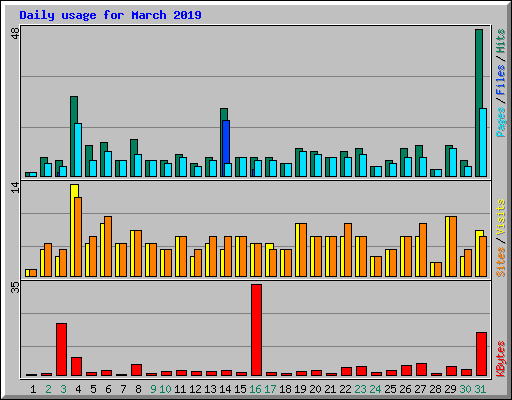 Daily usage for March 2019
48
Pages / Files / Hits
14
Sites / Visits
35
KBytes
1 2 3 4 5 6 7 8 9 10 11 12 13 14 15 16 17 18 19 20 21 22 23 24 25 26 27 28 29 30 31